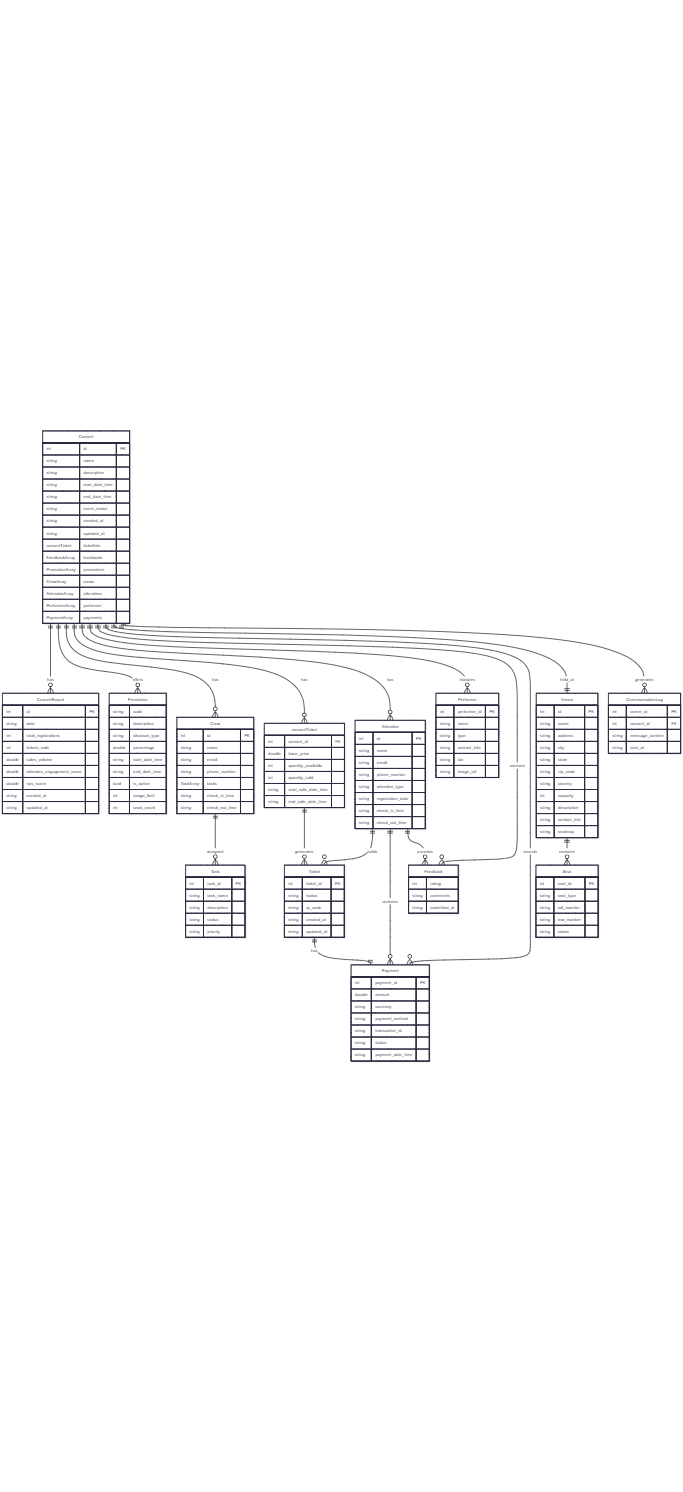 Concert
int id PK
string name
string description
string start_date_time
string end_date_time
string event_status
string created_at
string updated_at
concertTicket ticketInfo
FeedbackArray feedbacks
PromotionArray promotions
CrewArray crews
AttendeeArray attendees
PerformerArray performer
PaymentArray payments
has
offers
has
has
has
features
held_at
generates
ConcertReport
int id PK
string date
int total_registrations
int tickets_sold
double sales_volume
double attendee_engagement_score
double nps_score
string created_at
string updated_at
Promotion
string code
string description
string discount_type
double percentage
string start_date_time
string end_date_time
bool is_active
int usage_limit
int used_count
Crew
int id PK
string name
string email
string phone_number
TaskArray tasks
string check_in_time
string check_out_time
concertTicket
int concert_id FK
double base_price
int quantity_available
int quantity_sold
string start_sale_date_time
string end_sale_date_time
Attendee
int id PK
string name
string email
string phone_number
string attendee_type
string registration_date
string check_in_time
string check_out_time
Performer
int performer_id PK
string name
string type
string contact_info
string bio
string image_url
Venue
int id PK
string name
string address
string city
string state
string zip_code
string country
int capacity
string description
string contact_info
string seatmap
CommunicationLog
int comm_id PK
int concert_id FK
string message_content
string sent_at
receives
assigned
generates
holds
provides
records
contains
Task
int task_id PK
string task_name
string description
string status
string priority
Ticket
int ticket_id PK
string status
string qr_code
string created_at
string updated_at
Feedback
int rating
string comments
string submitted_at
Seat
int seat_id PK
string seat_type
string col_number
string row_number
string status
has
Payment
int payment_id PK
double amount
string currency
string payment_method
string transaction_id
string status
string payment_date_time